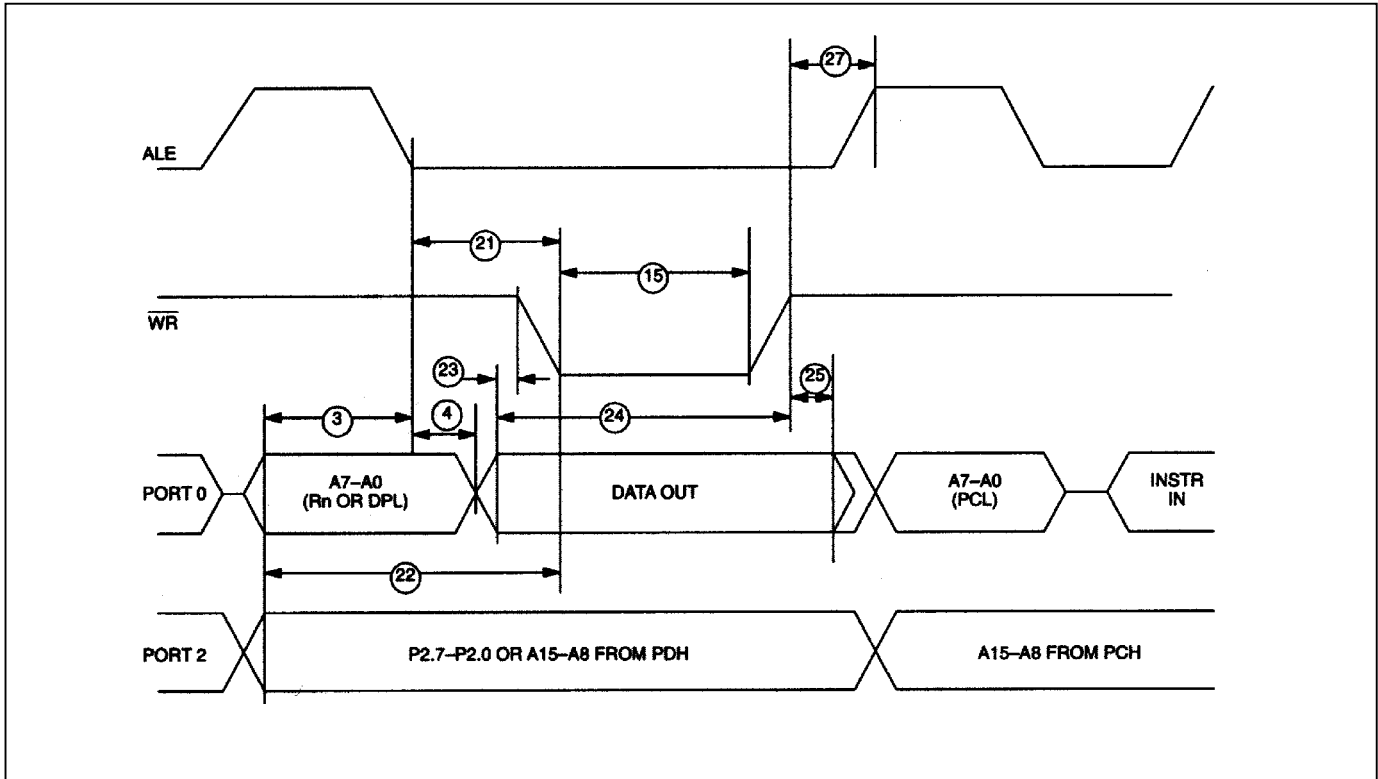 27
ALE
21
15
WR
23
25
3
4
24
PORT 0
A7–A0
(Rn OR DPL)
DATA OUT
A7–A0
(PCL)
INSTR
IN
22
PORT 2
P2.7–P2.0 OR A15–A8 FROM PDH
A15–A8 FROM PCH